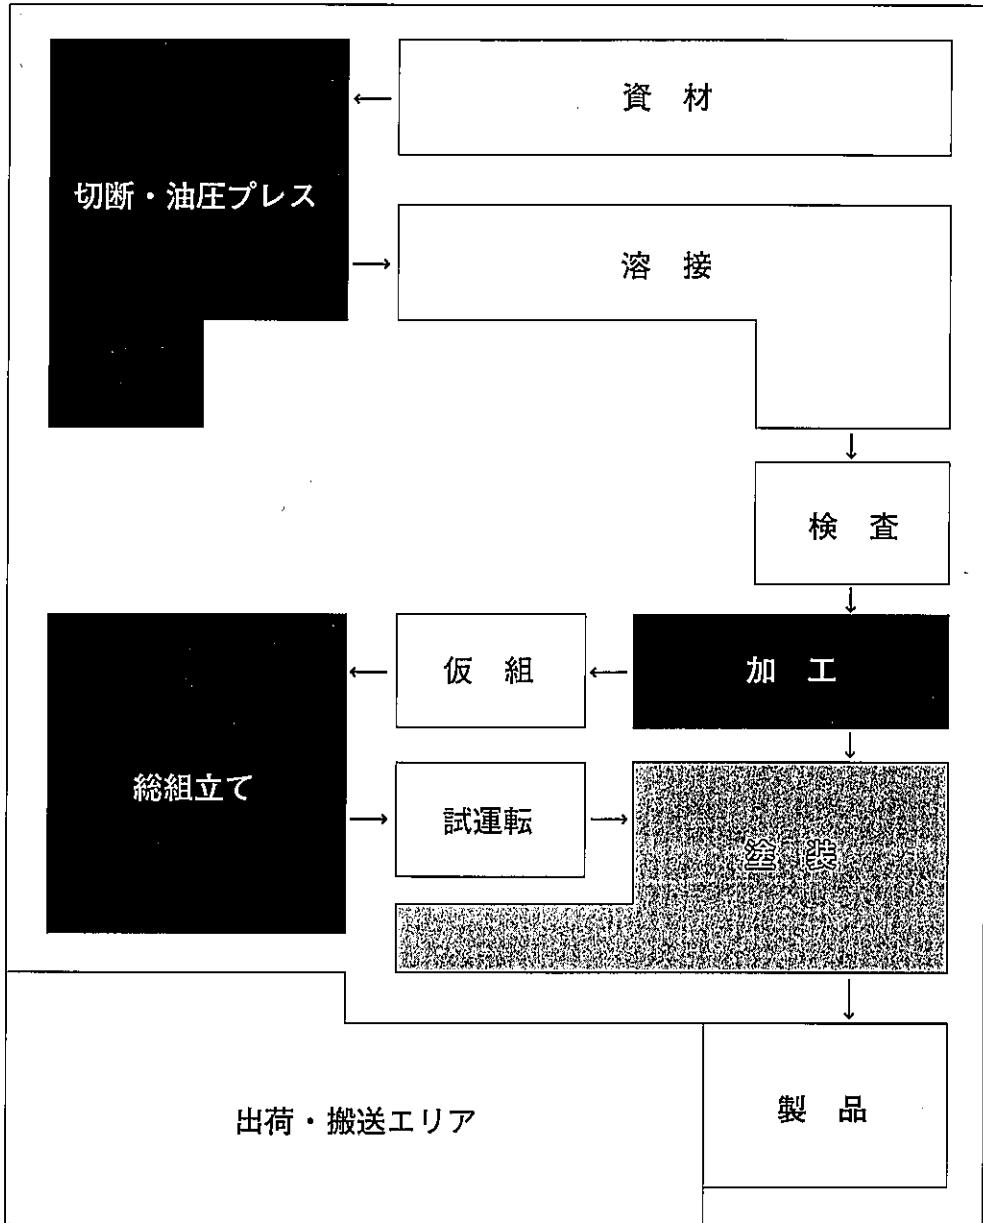 資材
切断・油圧プレス
溶接
検査
仮組
加工
総組立て
試運転
塗装
出荷・搬送エリア
製品